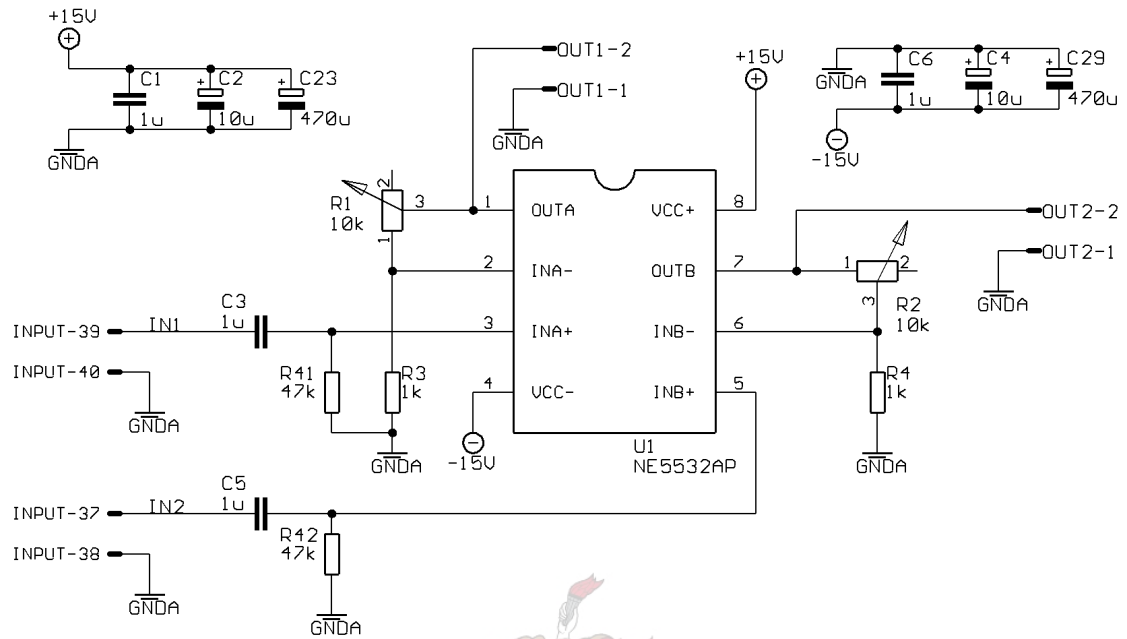 +15V
C1
1u
+
C2
10u
+
C23
470u
GNDA
OUT1-2
OUT1-1
GNDA
+15V
GNDA
C6
1u
+
C4
10u
+
C29
470u
-15V
R1
10k
2
3
1
1
OUTA
VCC+
8
2
INA-
OUTB
7
3
INA+
INB-
6
4
VCC-
INB+
5
U1
NE5532AP
-15V
1
2
3
R2
10k
OUT2-2
OUT2-1
GNDA
R4
1k
GNDA
INPUT-39
IN1
C3
1u
INPUT-40
GNDA
R41
47k
R3
1k
GNDA
INPUT-37
IN2
C5
1u
INPUT-38
GNDA
R42
47k
GNDA